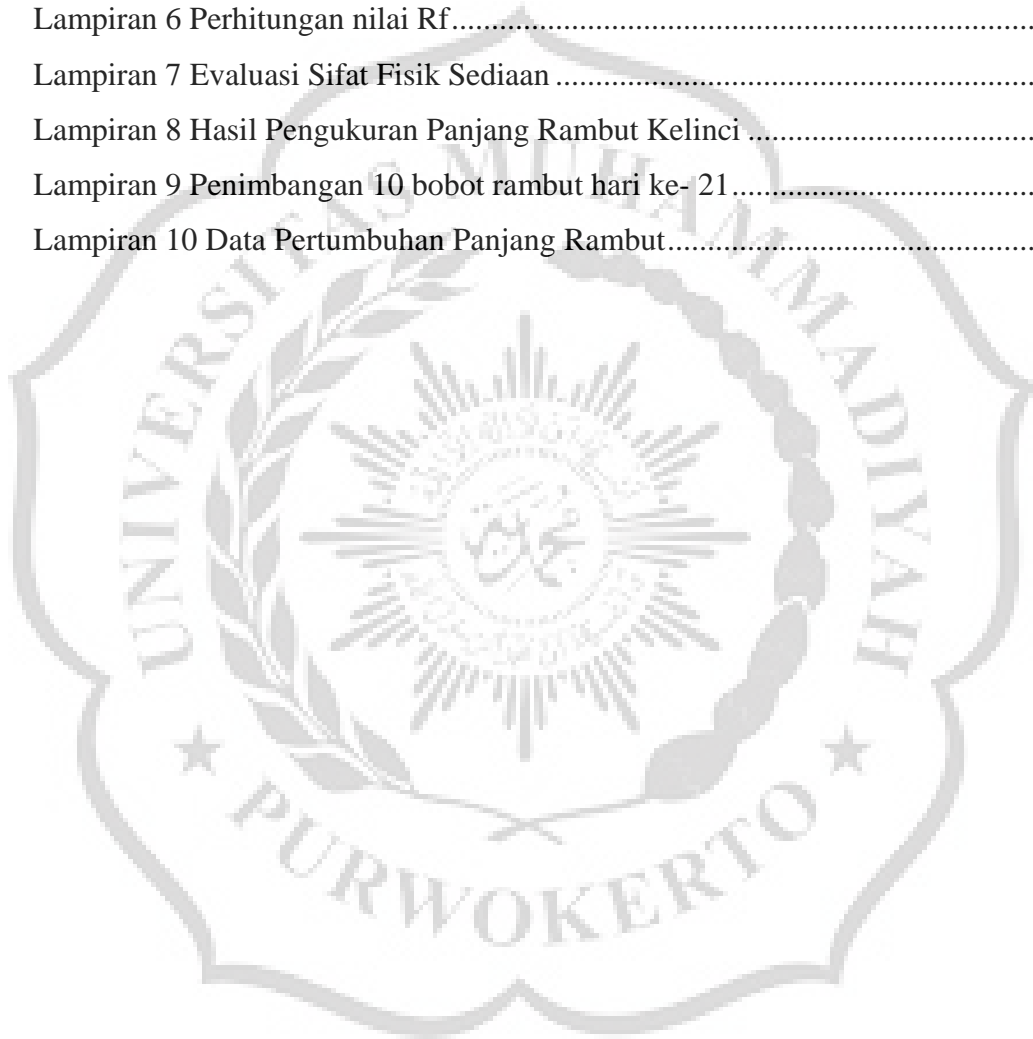 Lampiran 6 Perhitungan nilai Rf................................................................................
Lampiran 7 Evaluasi Sifat Fisik Sediaan................................................................
Lampiran 8 Hasil Pengukuran Panjang Rambut Kelinci......................................
Lampiran 9 Penimbangan 10 bobot rambut hari ke- 21........................................
Lampiran 10 Data Pertumbuhan Panjang Rambut................................................
UNIVERSITAS MUHAMMADIYAH
PURWOKERTO